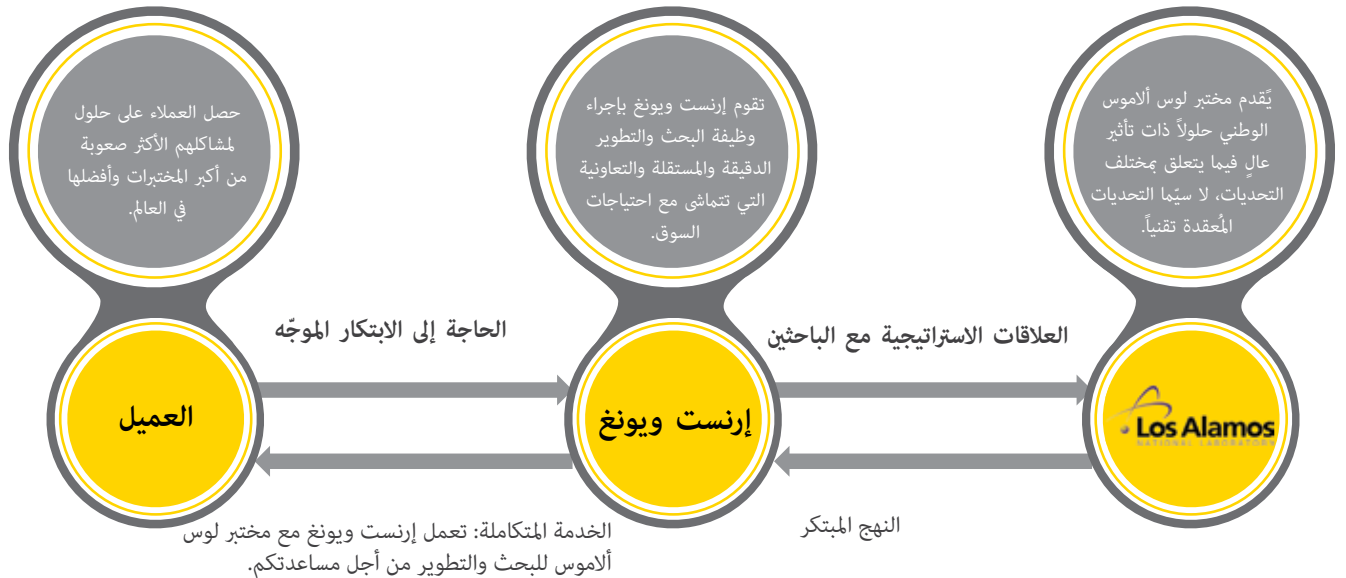 يًقدم مختبر لوس ألاموس
الوطني حلولاً ذات تأثير
عالٍ فيما يتعلق بمختلف
التحديات، لا سيّما التحديات
المُعقدة تقنياً.
تقوم إرنست ويونغ بإجراء
وظيفة البحث والتطوير
الدقيقة والمستقلة والتعاونية
التي تتماشى مع احتياجات
السوق.
حصل العملاء على حلول
لمشاكلهم الأكثر صعوبة
من أكبر المختبرات وأفضلها
في العالم.
العلاقات الاستراتيجية مع الباحثين
الحاجة إلى الابتكار الموجّه
Los Alamos
NATIONAL LABORATORY
إرنست ويونغ
العميل
النهج المبتكر
الخدمة المتكاملة: تعمل إرنست ويونغ مع مختبر لوس
ألاموس للبحث والتطوير من أجل مساعدتكم.